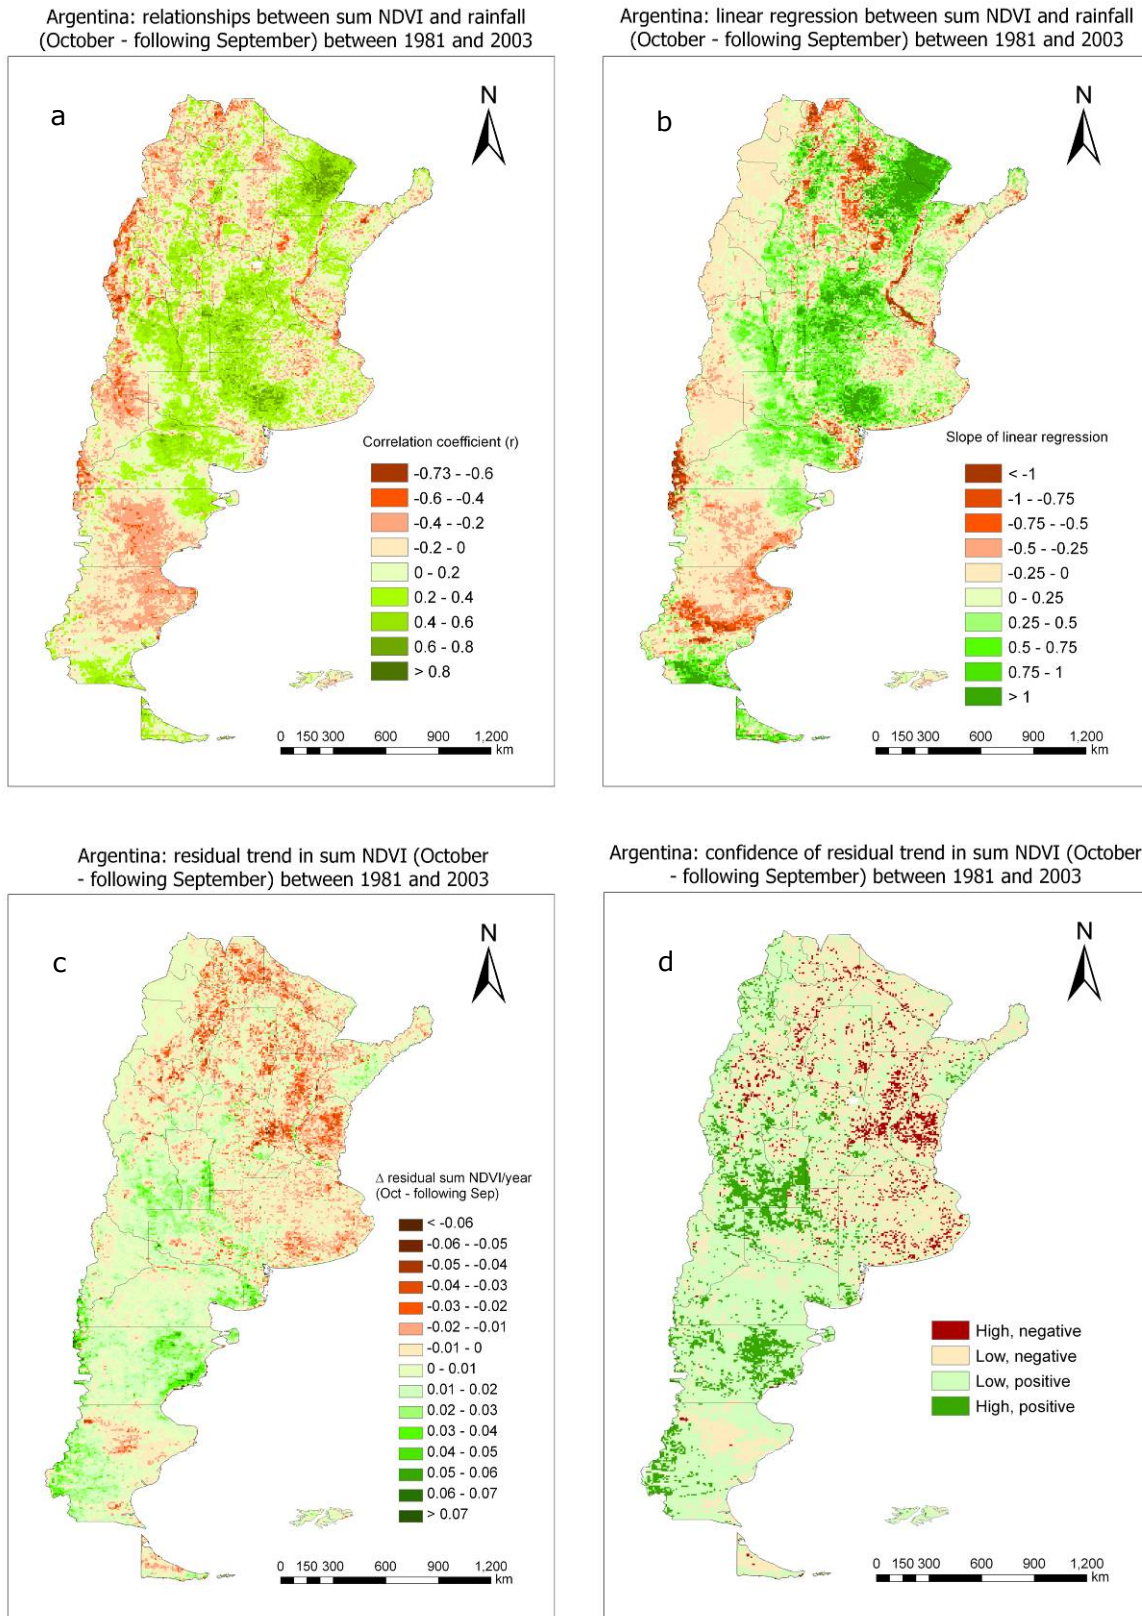 Argentina: relationships between sum NDVI and rainfall
(October - following September) between 1981 and 2003
a
N
Correlation coefficient (r)
-0.73 - -0.6
-0.6 - -0.4
-0.4 - -0.2
-0.2 - 0
0 - 0.2
0.2 - 0.4
0.4 - 0.6
0.6 - 0.8
> 0.8
0 150 300 600 900 1,200
km
Argentina: linear regression between sum NDVI and rainfall
(October - following September) between 1981 and 2003
b
N
Slope of linear regression
< -1
-1 - -0.75
-0.75 - -0.5
-0.5 - -0.25
-0.25 - 0
0 - 0.25
0.25 - 0.5
0.5 - 0.75
0.75 - 1
> 1
0 150 300 600 900 1,200
km
Argentina: residual trend in sum NDVI (October
- following September) between 1981 and 2003
c
N
Δ residual sum NDVI/year
(Oct - following Sep)
< -0.06
-0.06 - -0.05
-0.05 - -0.04
-0.04 - -0.03
-0.03 - -0.02
-0.02 - -0.01
-0.01 - 0
0 - 0.01
0.01 - 0.02
0.02 - 0.03
0.03 - 0.04
0.04 - 0.05
0.05 - 0.06
0.06 - 0.07
> 0.07
0 150 300 600 900 1,200
km
Argentina: confidence of residual trend in sum NDVI (October
- following September) between 1981 and 2003
d
N
High, negative
Low, negative
Low, positive
High, positive
0 150 300 600 900 1,200
km